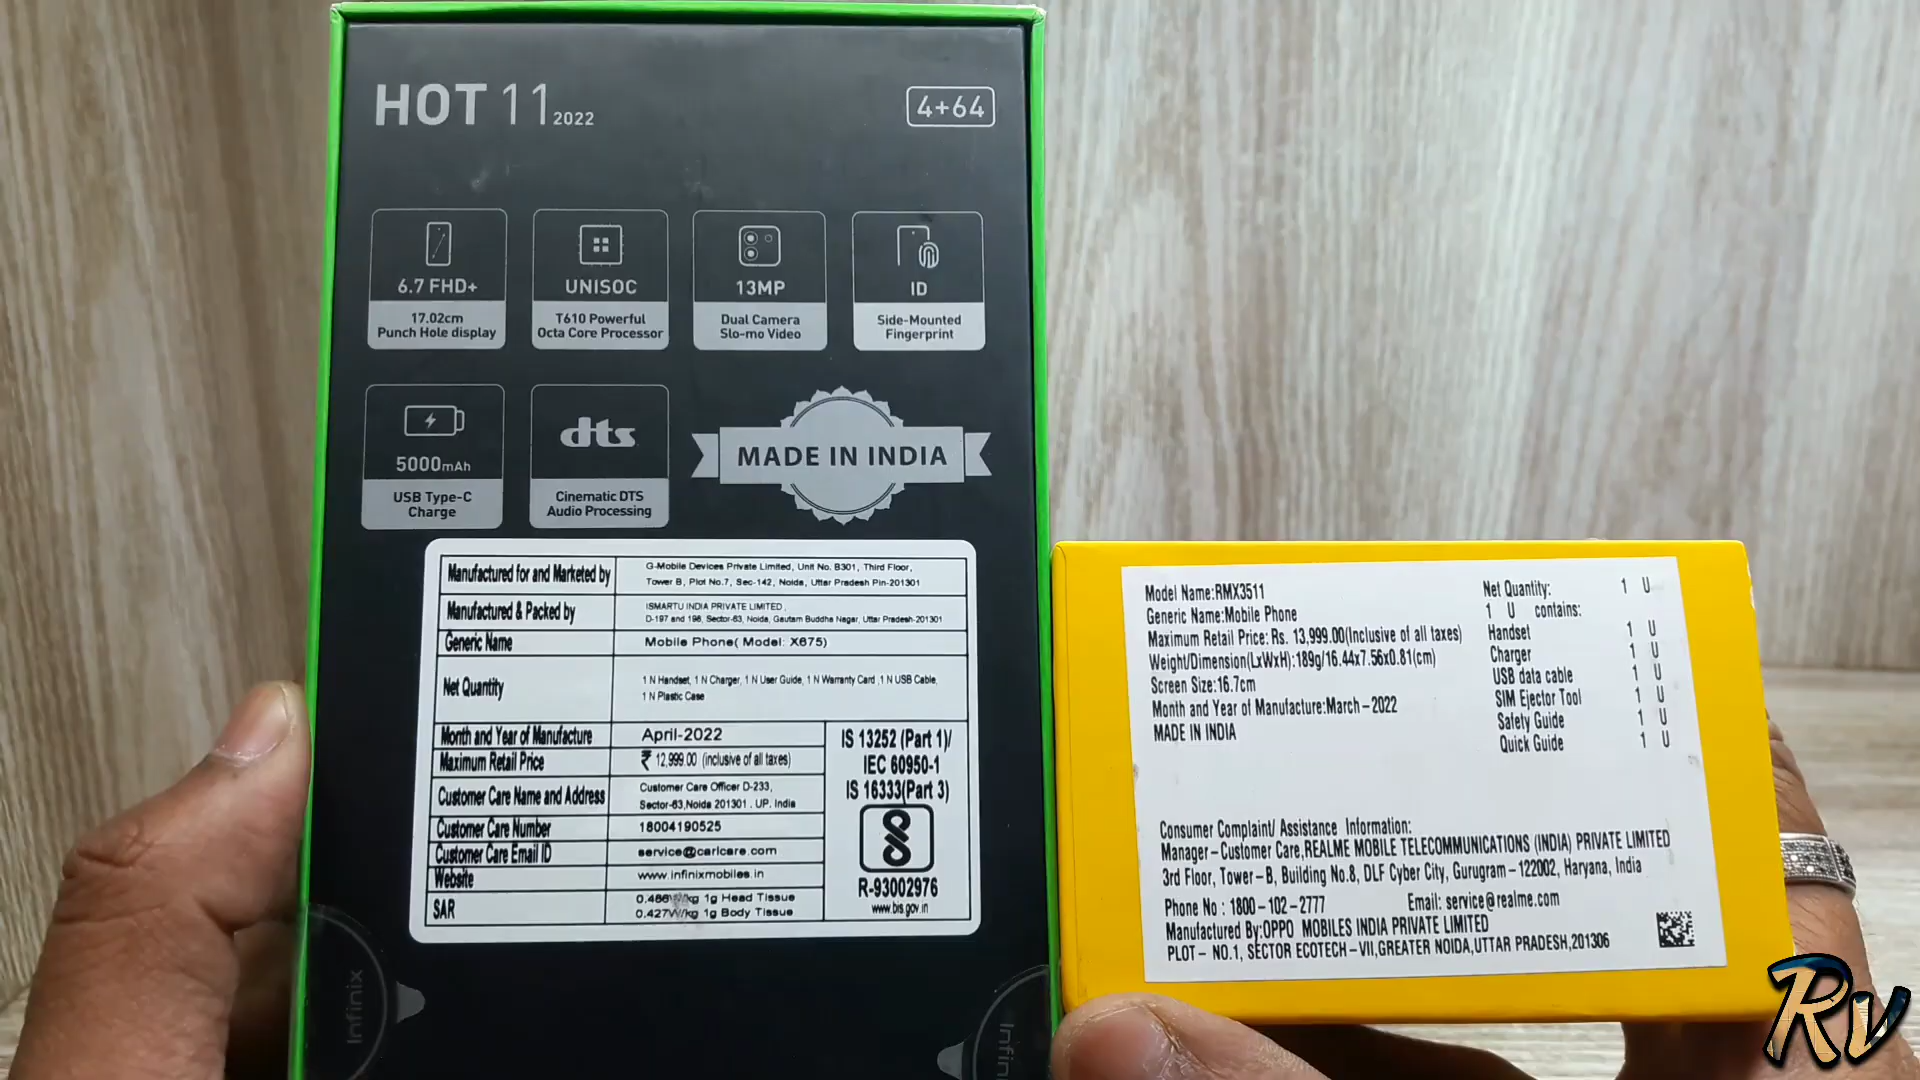 HOT 11 2022
4+64
6.7 FHD+
17.02cm
Punch Hole display
UNISOC
T610 Powerful
Octa Core Processor
13MP
Dual Camera
Slo-mo Video
ID
Side-Mounted
Fingerprint
5000mAh
USB Type-C
Charge
dts
Cinematic DTS
Audio Processing
MADE IN INDIA
Manufactured for and Marketed by
G-Mobile Devices Private Limited, Unit No. B301, Third Floor,
Tower B, Plot No.7, Sec-142, Noida, Uttar Pradesh Pin-201301
Manufactured & Packed by
ISMARTU INDIA PRIVATE LIMITED,
D-197 and 198, Sector-63, Noida, Gautam Buddha Nagar, Uttar Pradesh-201301
Generic Name
Mobile Phone( Model: X675)
Net Quantity
1 N Handset, 1 N Charger, 1 N User Guide, 1 N Warranty Card ,1 N USB Cable,
1 N Plastic Case
Month and Year of Manufacture
April-2022
Maximum Retail Price
₹ 12,999.00 (inclusive of all taxes)
Customer Care Name and Address
Customer Care Officer D-233,
Sector-63,Noida 201301 . UP. India
Customer Care Number
18004190525
Customer Care Email ID
service@carlcare.com
Website
www.infinixmobiles.in
SAR
0.466W/kg 1g Head Tissue
0.427W/kg 1g Body Tissue
IS 13252 (Part 1)/
IEC 60950-1
IS 16333(Part 3)
R-93002976
www.bis.gov.in
Infinix
Infin
Model Name:RMX3511
Generic Name:Mobile Phone
Maximum Retail Price: Rs. 13,999.00(Inclusive of all taxes)
Weight/Dimension(LxWxH):189g/16.44x7.56x0.81(cm)
Screen Size:16.7cm
Month and Year of Manufacture:March-2022
MADE IN INDIA
Net Quantity: 1 U
1 U contains:
Handset 1 U
Charger 1 U
USB data cable 1 U
SIM Ejector Tool 1 U
Safety Guide 1 U
Quick Guide 1 U
Consumer Complaint/ Assistance Information:
Manager-Customer Care,REALME MOBILE TELECOMMUNICATIONS (INDIA) PRIVATE LIMITED
3rd Floor, Tower-B, Building No.8, DLF Cyber City, Gurugram-122002, Haryana, India
Phone No : 1800-102-2777 Email: service@realme.com
Manufactured By:OPPO MOBILES INDIA PRIVATE LIMITED
PLOT- NO.1, SECTOR ECOTECH-VII,GREATER NOIDA,UTTAR PRADESH,201306
RV